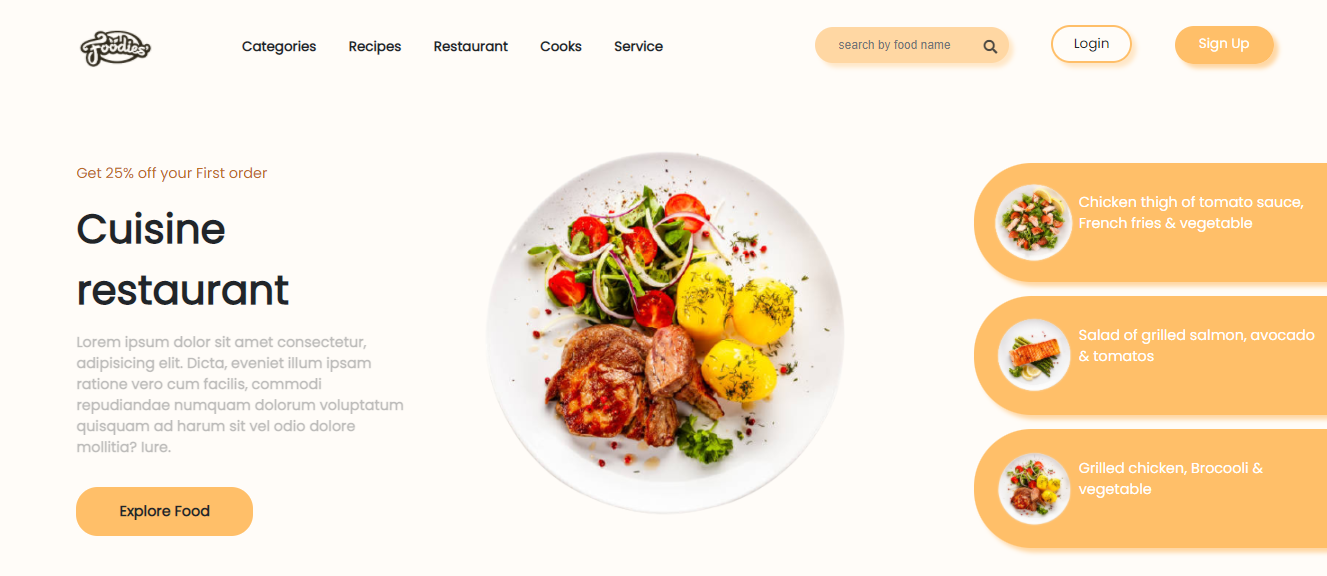 Foodies
Categories Recipes Restaurant Cooks Service
search by food name
Login
Sign Up
Get 25% off your First order
Cuisine
restaurant
Lorem ipsum dolor sit amet consectetur,
adipisicing elit. Dicta, eveniet illum ipsam
ratione vero cum facilis, commodi
repudiandae numquam dolorum voluptatum
quisquam ad harum sit vel odio dolore
mollitia? Iure.
Explore Food
Chicken thigh of tomato sauce,
French fries & vegetable
Salad of grilled salmon, avocado
& tomatos
Grilled chicken, Brocooli &
vegetable